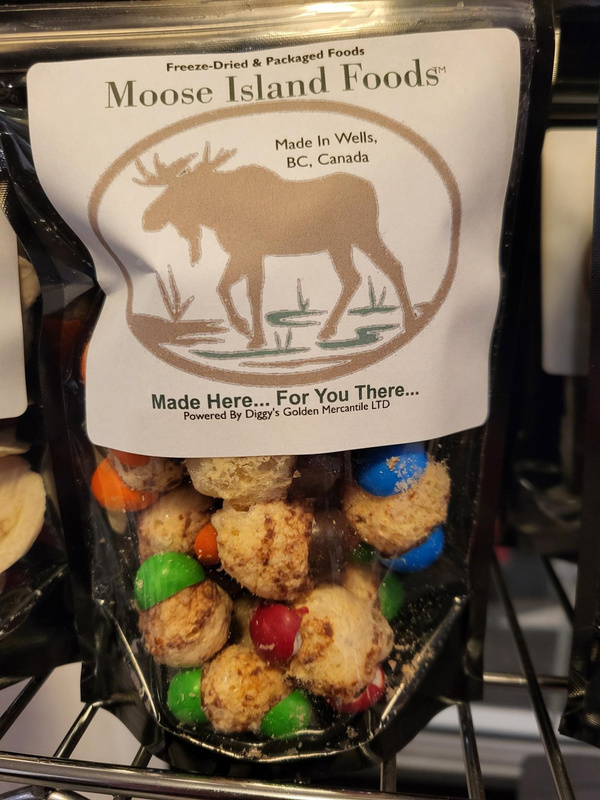 Freeze-Dried & Packaged Foods
Moose Island Foods™
Made In Wells,
BC, Canada
Made Here... For You There...
Powered By Diggy's Golden Mercantile LTD